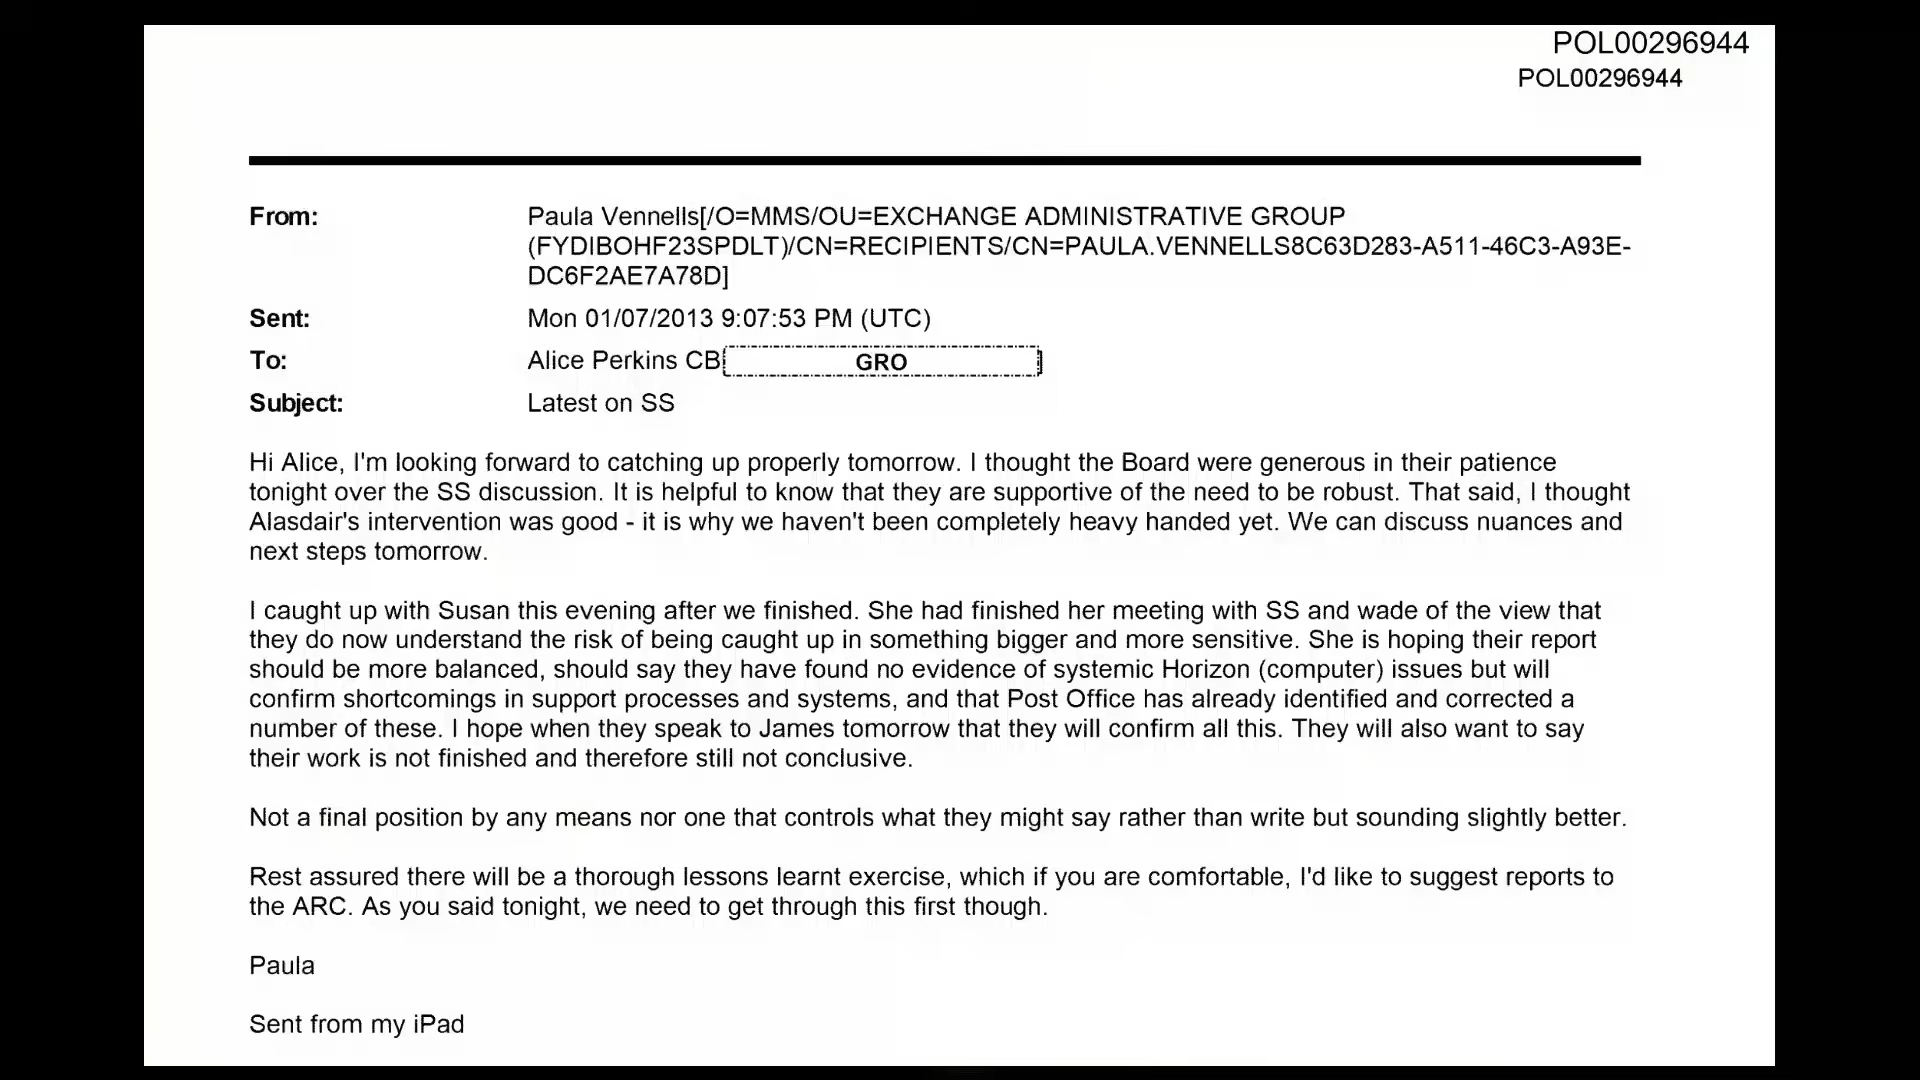 POL00296944
POL00296944
From: Paula Vennells[/O=MMS/OU=EXCHANGE ADMINISTRATIVE GROUP
(FYDIBOHF23SPDLT)/CN=RECIPIENTS/CN=PAULA.VENNELLS8C63D283-A511-46C3-A93E-
DC6F2AE7A78D]
Sent: Mon 01/07/2013 9:07:53 PM (UTC)
To: Alice Perkins CB[ GRO ]
Subject: Latest on SS
Hi Alice, I'm looking forward to catching up properly tomorrow. I thought the Board were generous in their patience
tonight over the SS discussion. It is helpful to know that they are supportive of the need to be robust. That said, I thought
Alasdair's intervention was good - it is why we haven't been completely heavy handed yet. We can discuss nuances and
next steps tomorrow.
I caught up with Susan this evening after we finished. She had finished her meeting with SS and wade of the view that
they do now understand the risk of being caught up in something bigger and more sensitive. She is hoping their report
should be more balanced, should say they have found no evidence of systemic Horizon (computer) issues but will
confirm shortcomings in support processes and systems, and that Post Office has already identified and corrected a
number of these. I hope when they speak to James tomorrow that they will confirm all this. They will also want to say
their work is not finished and therefore still not conclusive.
Not a final position by any means nor one that controls what they might say rather than write but sounding slightly better.
Rest assured there will be a thorough lessons learnt exercise, which if you are comfortable, I'd like to suggest reports to
the ARC. As you said tonight, we need to get through this first though.
Paula
Sent from my iPad